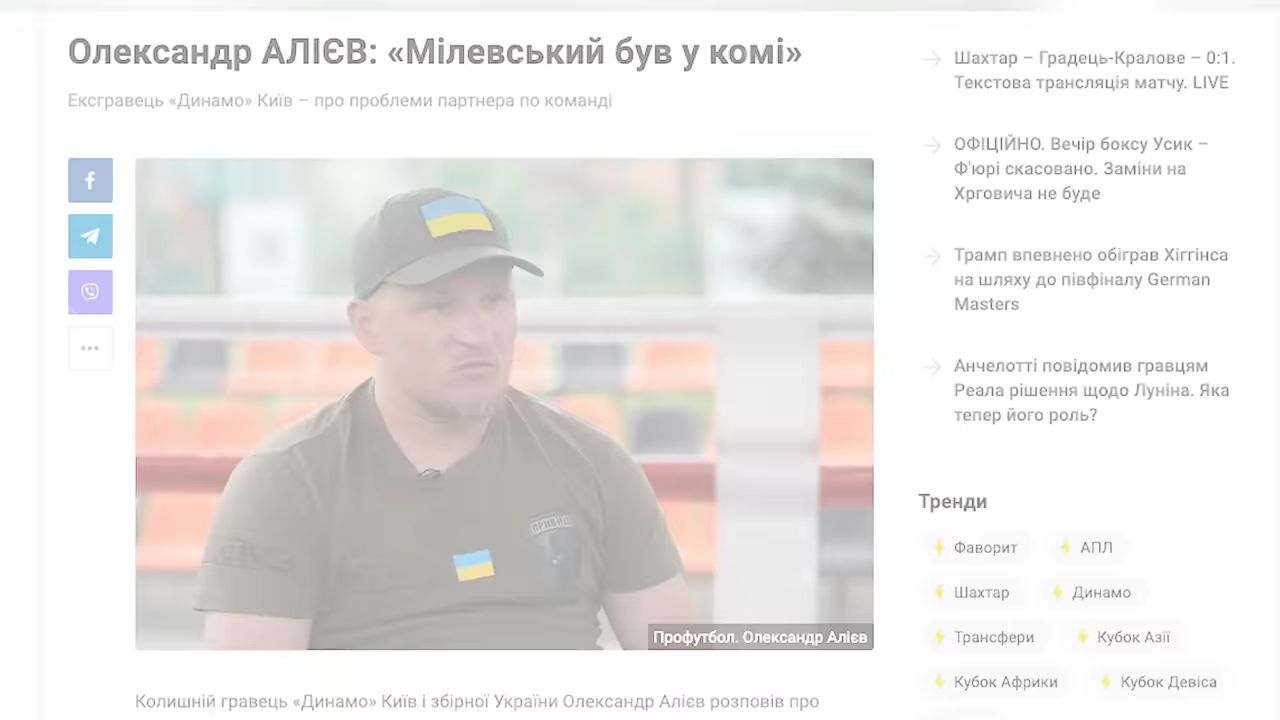 Олександр АЛІЄВ: «Мілевський був у комі»
Ексгравець «Динамо» Київ – про проблеми партнера по команді
ПРИВИД
Профутбол. Олександр Алієв
Колишній гравець «Динамо» Київ і збірної України Олександр Алієв розповів про
Шахтар – Градець-Кралове – 0:1.
Текстова трансляція матчу. LIVE
ОФІЦІЙНО. Вечір боксу Усик –
Ф'юрі скасовано. Заміни на
Хрговича не буде
Трамп впевнено обіграв Хіггінса
на шляху до півфіналу German
Masters
Анчелотті повідомив гравцям
Реала рішення щодо Луніна. Яка
тепер його роль?
Тренди
Фаворит
АПЛ
Шахтар
Динамо
Трансфери
Кубок Азії
Кубок Африки
Кубок Девіса